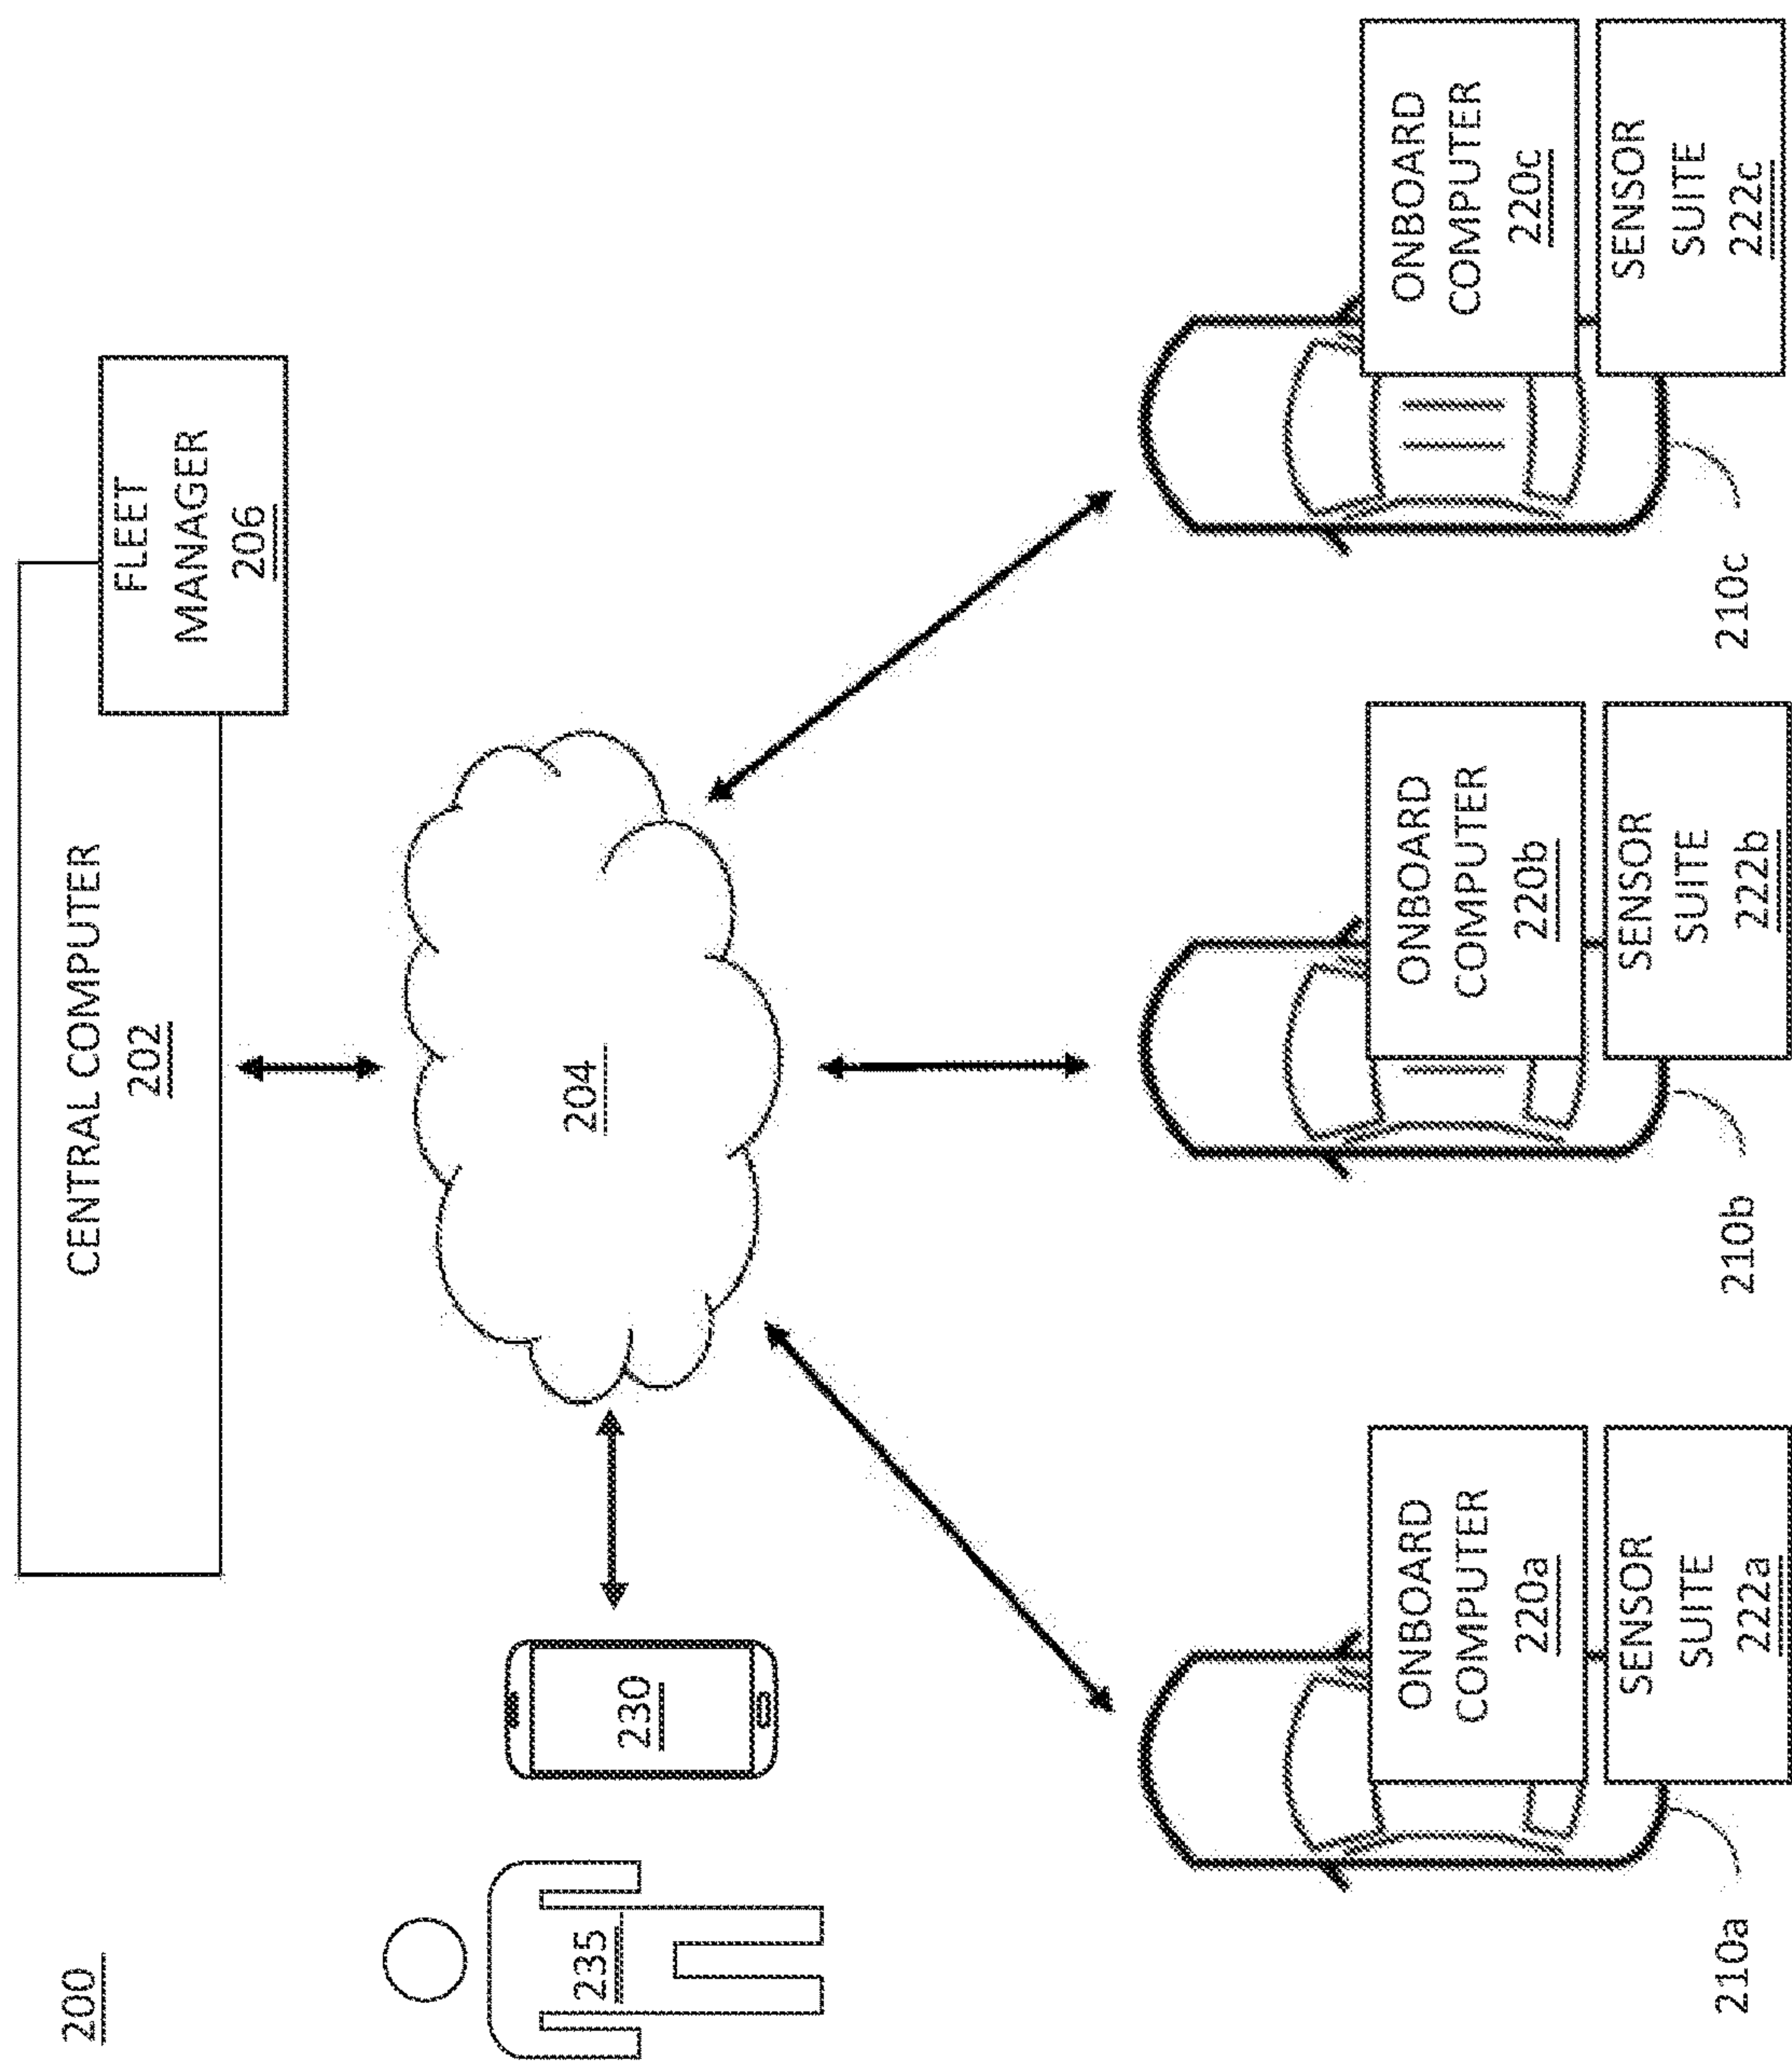 200
CENTRAL COMPUTER
202
FLEET
MANAGER
206
235
230
204
ONBOARD
COMPUTER
220a
SENSOR
SUITE
222a
210a
ONBOARD
COMPUTER
220b
SENSOR
SUITE
222b
210b
ONBOARD
COMPUTER
220c
SENSOR
SUITE
222c
210c